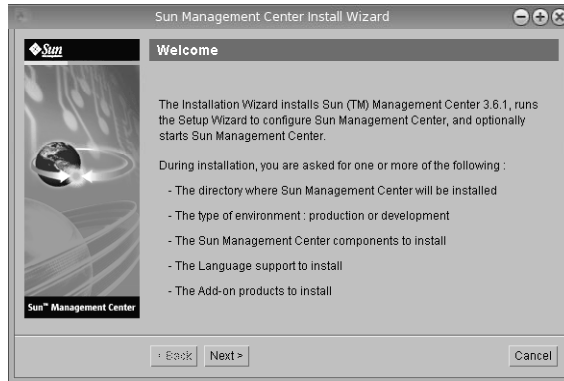 Sun Management Center Install Wizard
Sun
Welcome
The Installation Wizard installs Sun (TM) Management Center 3.6.1, runs
the Setup Wizard to configure Sun Management Center, and optionally
starts Sun Management Center.
During installation, you are asked for one or more of the following :
- The directory where Sun Management Center will be installed
- The type of environment : production or development
- The Sun Management Center components to install
- The Language support to install
- The Add-on products to install
Sun™ Management Center
< Back
Next >
Cancel